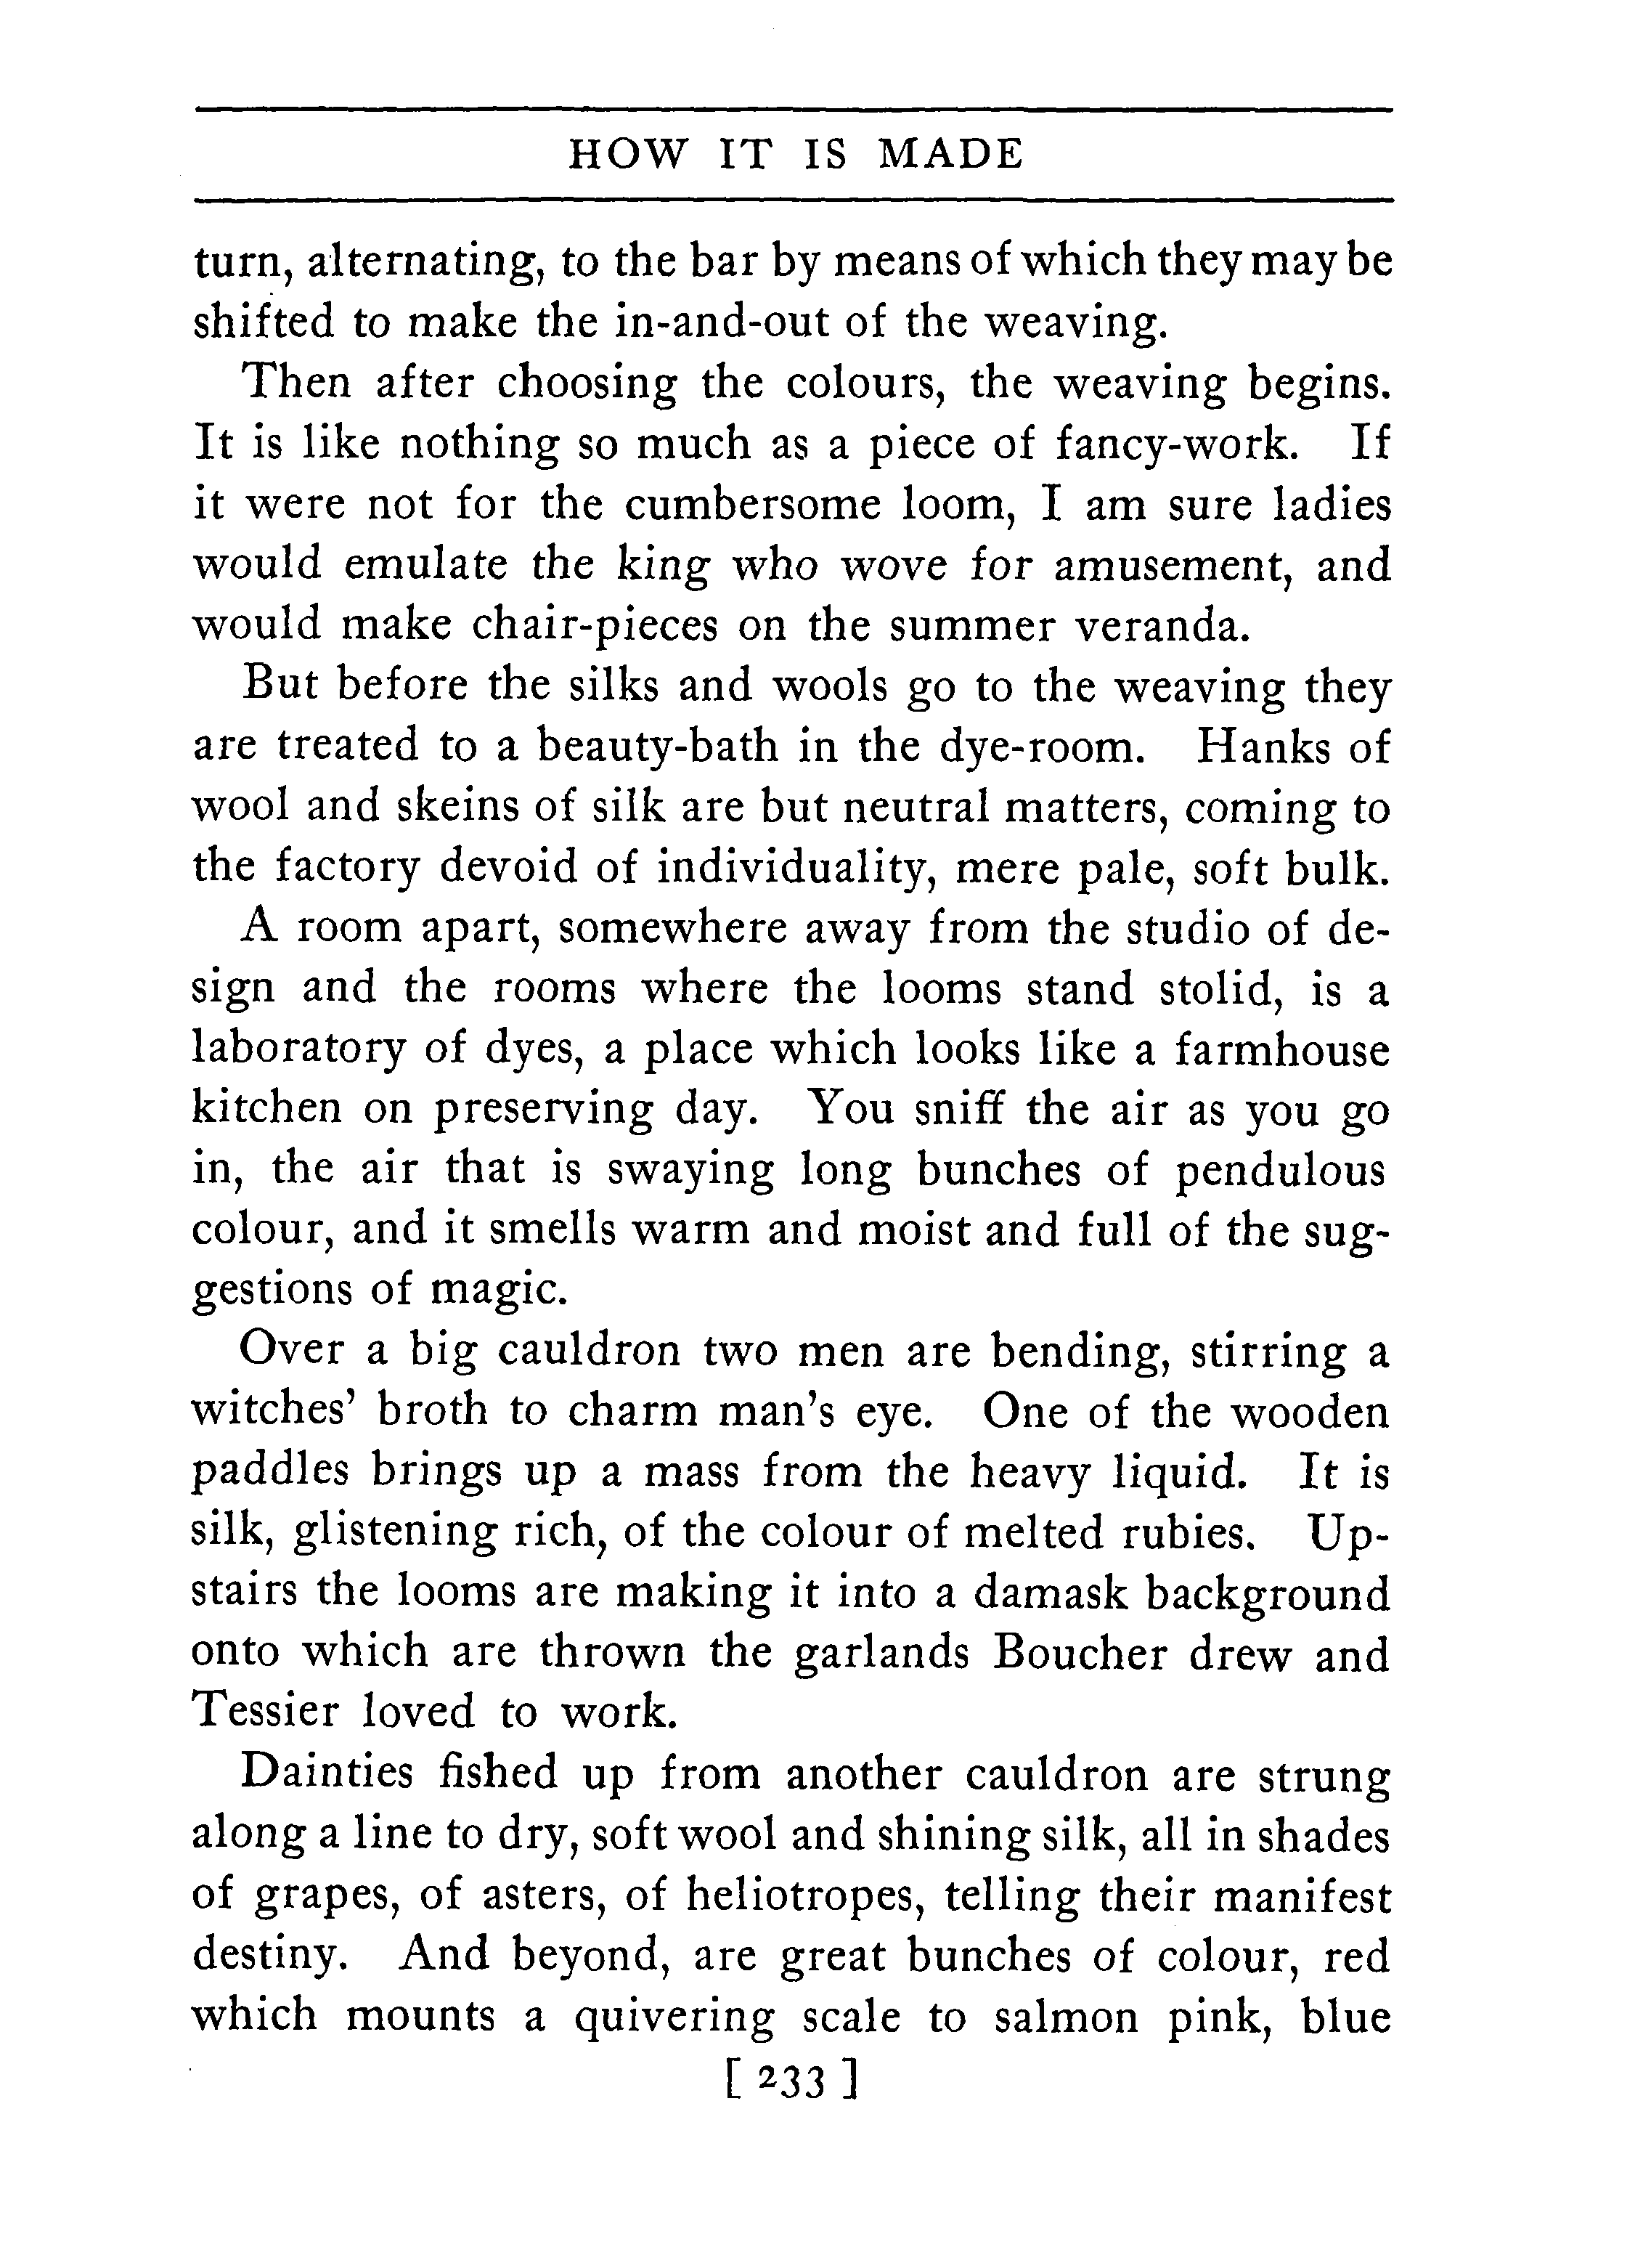 HOW IT IS MADE
turn, alternating, to the bar by means of which they may be
shifted to make the in-and-out of the weaving.
Then after choosing the colours, the weaving begins.
It is like nothing so much as a piece of fancy-work. If
it were not for the cumbersome loom, I am sure ladies
would emulate the king who wove for amusement, and
would make chair-pieces on the summer veranda.
But before the silks and wools go to the weaving they
are treated to a beauty-bath in the dye-room. Hanks of
wool and skeins of silk are but neutral matters, coming to
the factory devoid of individuality, mere pale, soft bulk.
A room apart, somewhere away from the studio of de-
sign and the rooms where the looms stand stolid, is a
laboratory of dyes, a place which looks like a farmhouse
kitchen on preserving day. You sniff the air as you go
in, the air that is swaying long bunches of pendulous
colour, and it smells warm and moist and full of the sug-
gestions of magic.
Over a big cauldron two men are bending, stirring a
witches' broth to charm man's eye. One of the wooden
paddles brings up a mass from the heavy liquid. It is
silk, glistening rich, of the colour of melted rubies. Up-
stairs the looms are making it into a damask background
onto which are thrown the garlands Boucher drew and
Tessier loved to work.
Dainties fished up from another cauldron are strung
along a line to dry, soft wool and shining silk, all in shades
of grapes, of asters, of heliotropes, telling their manifest
destiny. And beyond, are great bunches of colour, red
which mounts a quivering scale to salmon pink, blue
[ 233 ]